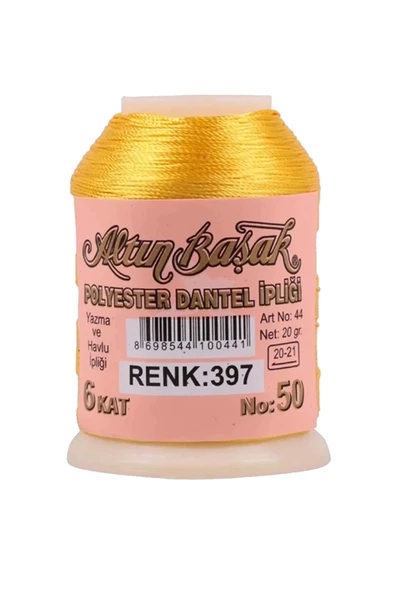 Altın Başak
®
POLYESTER DANTEL İPLİĞİ
Yazma
ve
Havlu
İpliği
8 698544 100441
Art No: 44
Net: 20 gr.
20-21
RENK:397
6 KAT
No: 50